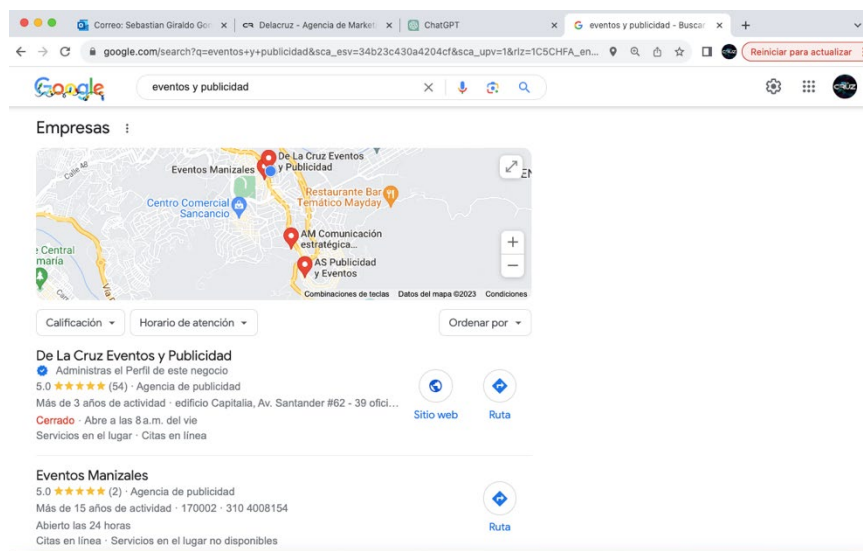 Correo: Sebastian Giraldo Gon
Delacruz - Agencia de Market
ChatGPT
eventos y publicidad - Buscar
google.com/search?q=eventos+y+publicidad&sca_esv=34b23c430a4204cf&sca_upv=1&rlz=1C5CHFA_en...
Reiniciar para actualizar
Google
eventos y publicidad
CRUZ
Empresas
Calle 48
De La Cruz Eventos
y Publicidad
Eventos Manizales
Restaurante Bar
Temático Mayday
Centro Comercial
Sancancio
AM Comunicación
estratégica...
Central
maría
AS Publicidad
y Eventos
Combinaciones de teclas Datos del mapa ©2023 Condiciones
Calificación Horario de atención Ordenar por
De La Cruz Eventos y Publicidad
Administras el Perfil de este negocio
5.0 ★★★★★ (54) · Agencia de publicidad
Más de 3 años de actividad · edificio Capitalia, Av. Santander #62 - 39 ofici...
Cerrado · Abre a las 8 a.m. del vie
Servicios en el lugar · Citas en línea
Sitio web Ruta
Eventos Manizales
5.0 ★★★★★ (2) · Agencia de publicidad
Más de 15 años de actividad · 170002 · 310 4008154
Abierto las 24 horas
Citas en línea · Servicios en el lugar no disponibles
Ruta